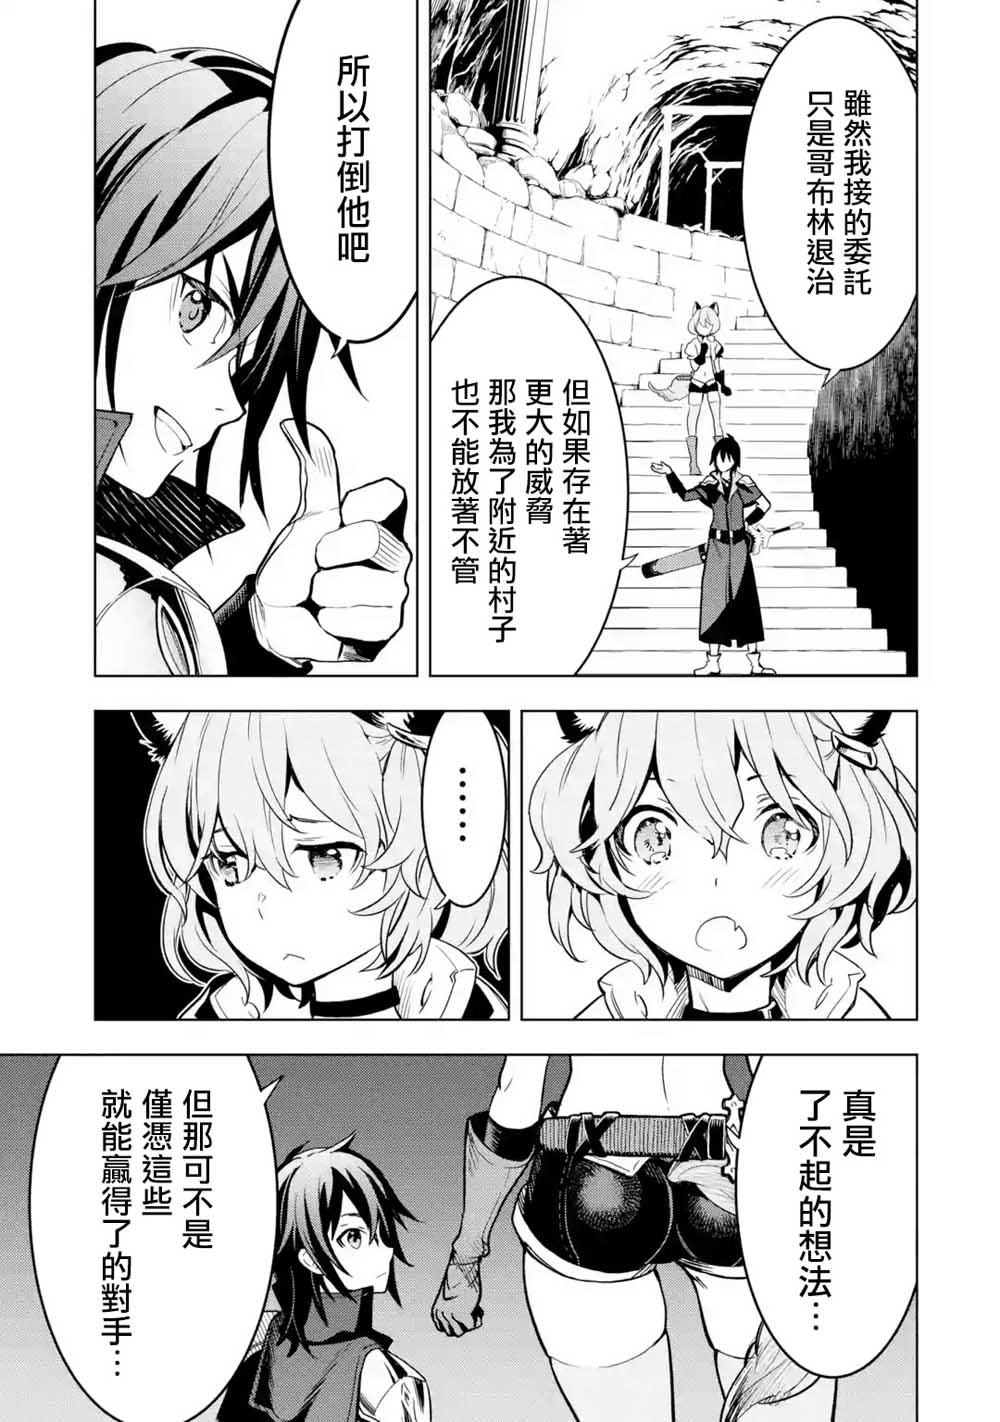 雖然我接的委託
只是哥布林退治
但如果存在著
更大的威脅
那我為了附近的村子
也不能放著不管
所以打倒他吧
……
真是
了不起的想法…
但那可不是
僅憑這些
就能贏得了的對手…